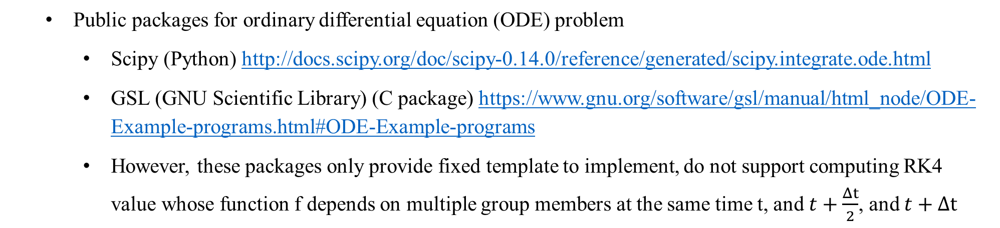 • Public packages for ordinary differential equation (ODE) problem
• Scipy (Python) http://docs.scipy.org/doc/scipy-0.14.0/reference/generated/scipy.integrate.ode.html
• GSL (GNU Scientific Library) (C package) https://www.gnu.org/software/gsl/manual/html_node/ODE-
Example-programs.html#ODE-Example-programs
• However, these packages only provide fixed template to implement, do not support computing RK4
value whose function f depends on multiple group members at the same time t, and t + Δt/2, and t + Δt